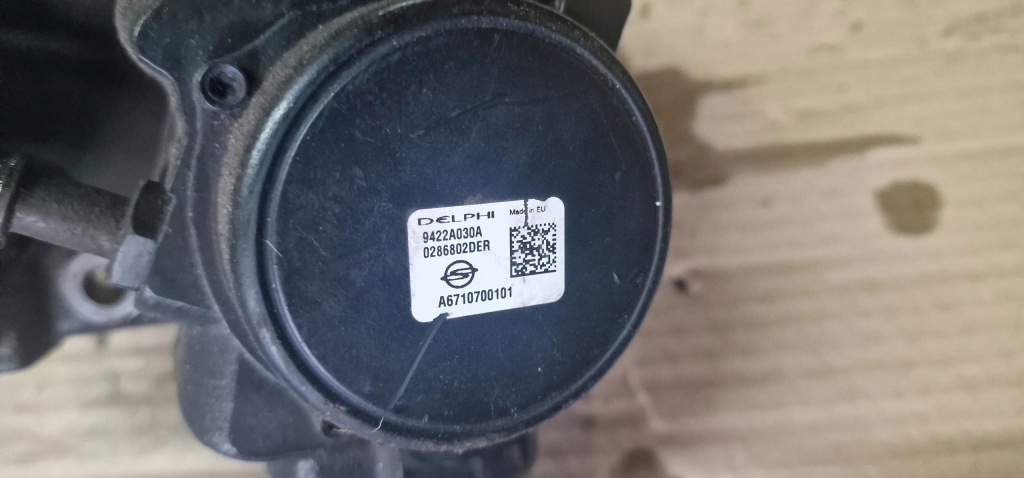 DELPHI
Made in EU
9422A030A
0286802DER
A6710700101